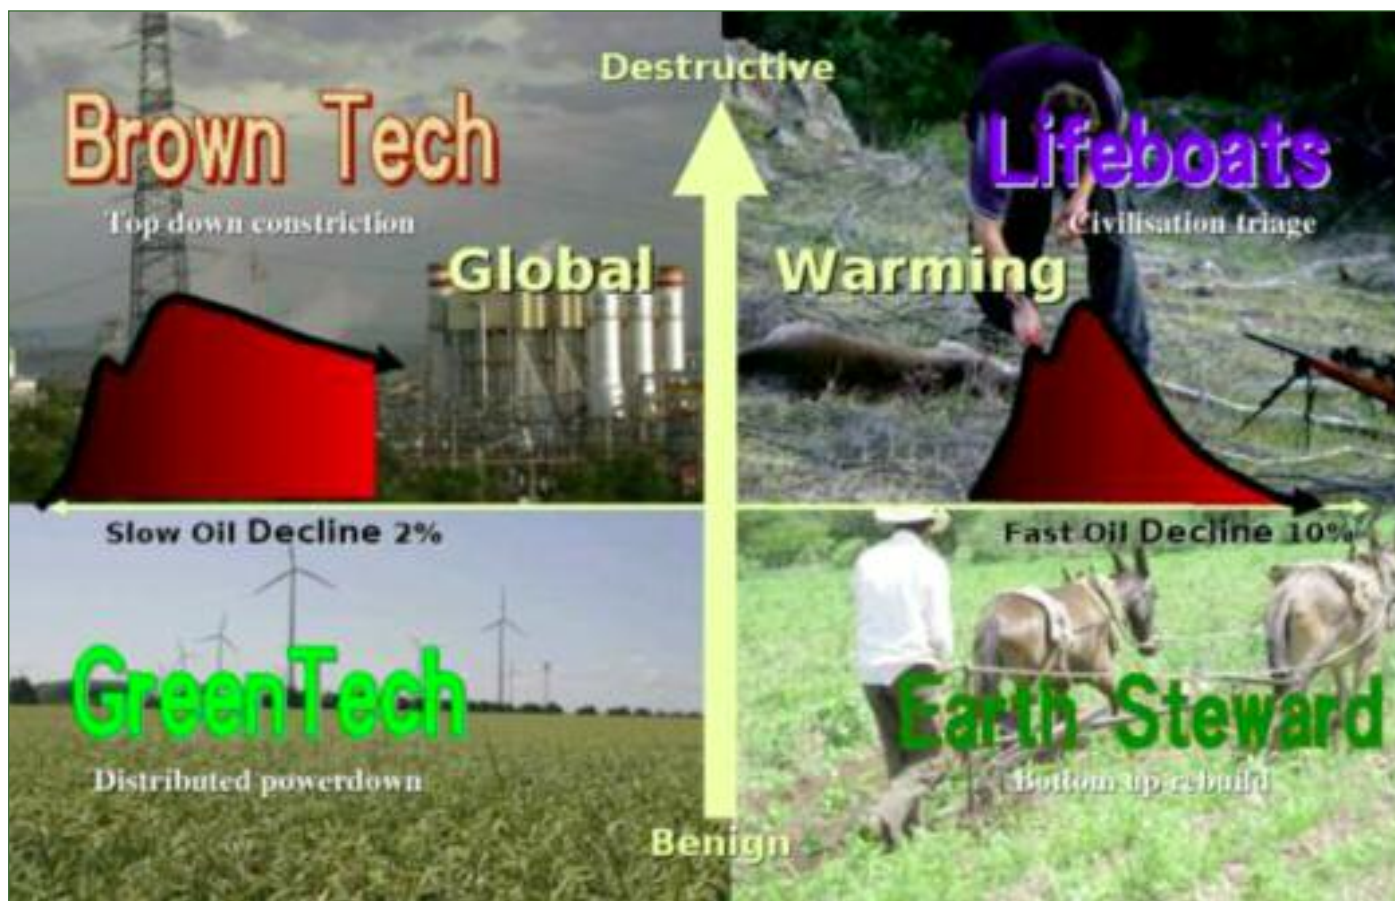 Destructive
Brown Tech
Lifeboats
Top down constriction
Civilisation triage
Global Warming
Slow Oil Decline 2%
Fast Oil Decline 10%
GreenTech
Earth Steward
Distributed powerdown
Bottom up rebuild
Benign